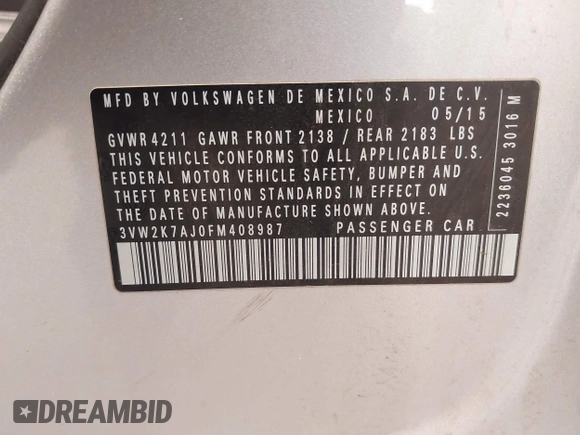 MFD BY VOLKSWAGEN DE MEXICO S.A. DE C.V.
MEXICO 05/15
GVWR 4211 GAWR FRONT 2138 / REAR 2183 LBS
THIS VEHICLE CONFORMS TO ALL APPLICABLE U.S.
FEDERAL MOTOR VEHICLE SAFETY, BUMPER AND
THEFT PREVENTION STANDARDS IN EFFECT ON
THE DATE OF MANUFACTURE SHOWN ABOVE.
3VW2K7AJ0FM408987 PASSENGER CAR
2236045 3016 M
DREAMBID